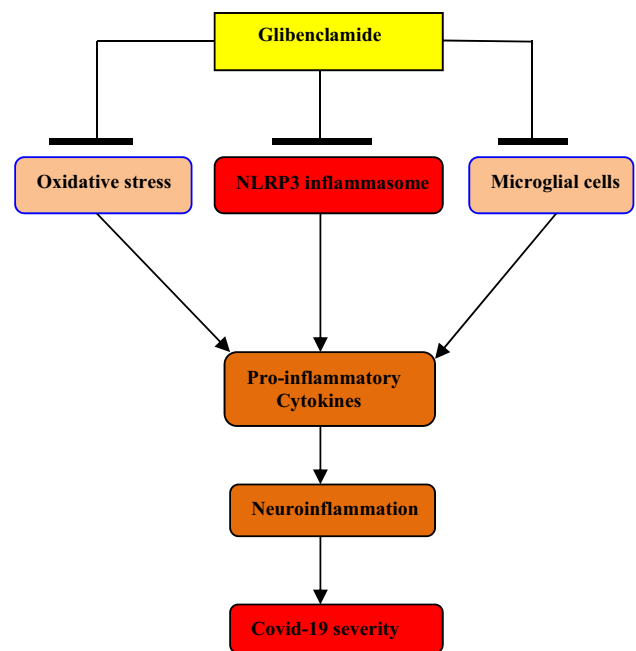 Glibenclamide
Oxidative stress
NLRP3 inflammasome
Microglial cells
Pro-inflammatory
Cytokines
Neuroinflammation
Covid-19 severity